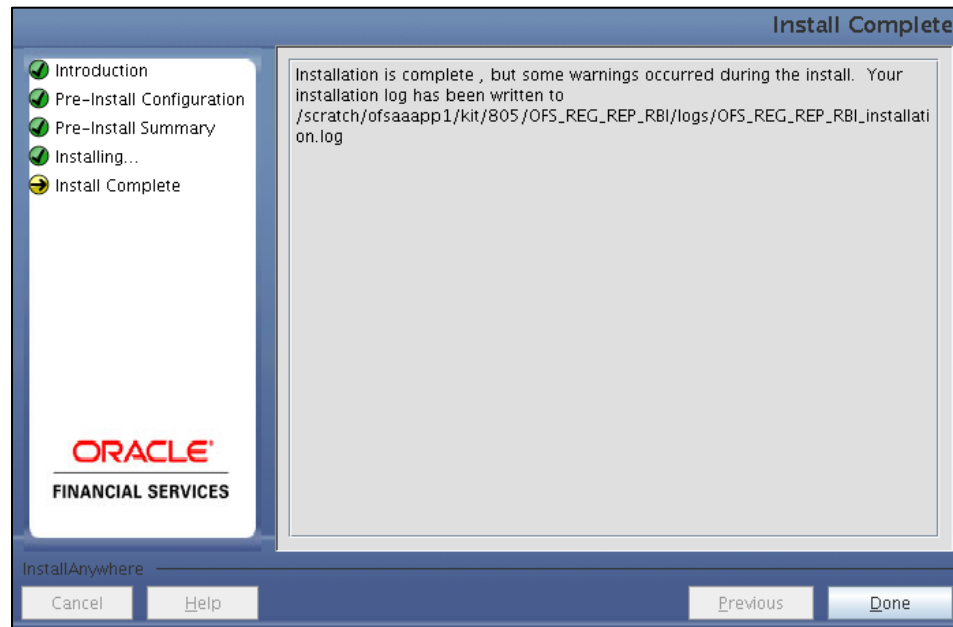 Install Complete
Introduction
Pre-Install Configuration
Pre-Install Summary
Installing...
Install Complete
Installation is complete , but some warnings occurred during the install.  Your
installation log has been written to
/scratch/ofsaaapp1/kit/805/OFS_REG_REP_RBI/logs/OFS_REG_REP_RBI_installati
on.log
ORACLE'
FINANCIAL SERVICES
InstallAnywhere
Cancel
Help
Previous
Done